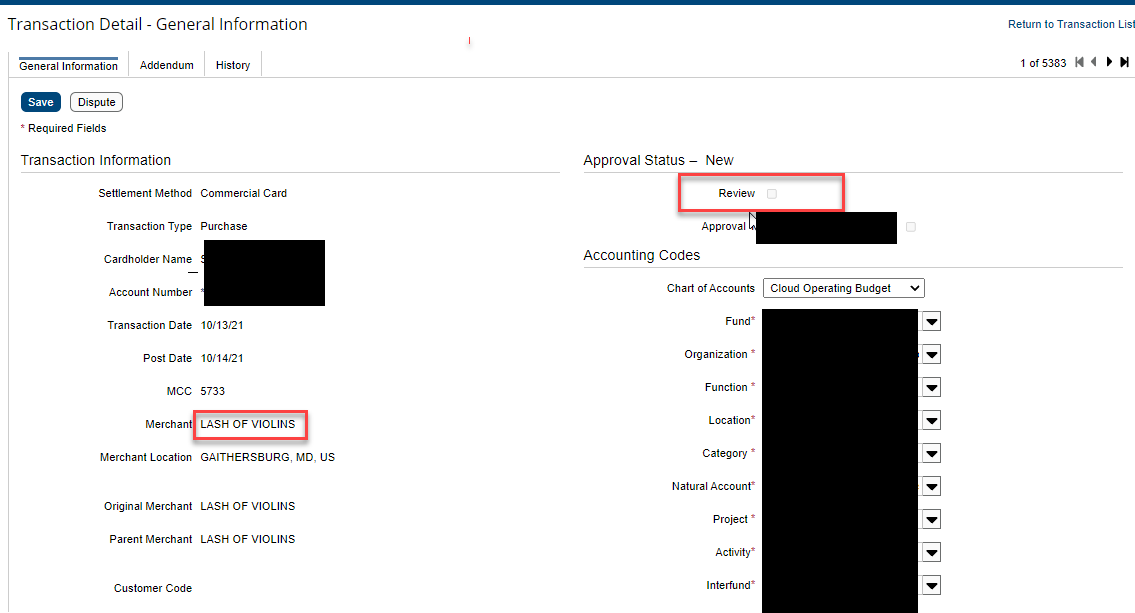 Transaction Detail - General Information
Return to Transaction List
General Information
Addendum
History
1 of 5383
Save
Dispute
* Required Fields
Transaction Information
Settlement Method Commercial Card
Transaction Type Purchase
Cardholder Name
Account Number *
Transaction Date 10/13/21
Post Date 10/14/21
MCC 5733
Merchant LASH OF VIOLINS
Merchant Location GAITHERSBURG, MD, US
Original Merchant LASH OF VIOLINS
Parent Merchant LASH OF VIOLINS
Customer Code
Approval Status – New
Review
Approval
Accounting Codes
Chart of Accounts Cloud Operating Budget
Fund*
Organization *
Function *
Location*
Category *
Natural Account*
Project *
Activity*
Interfund*